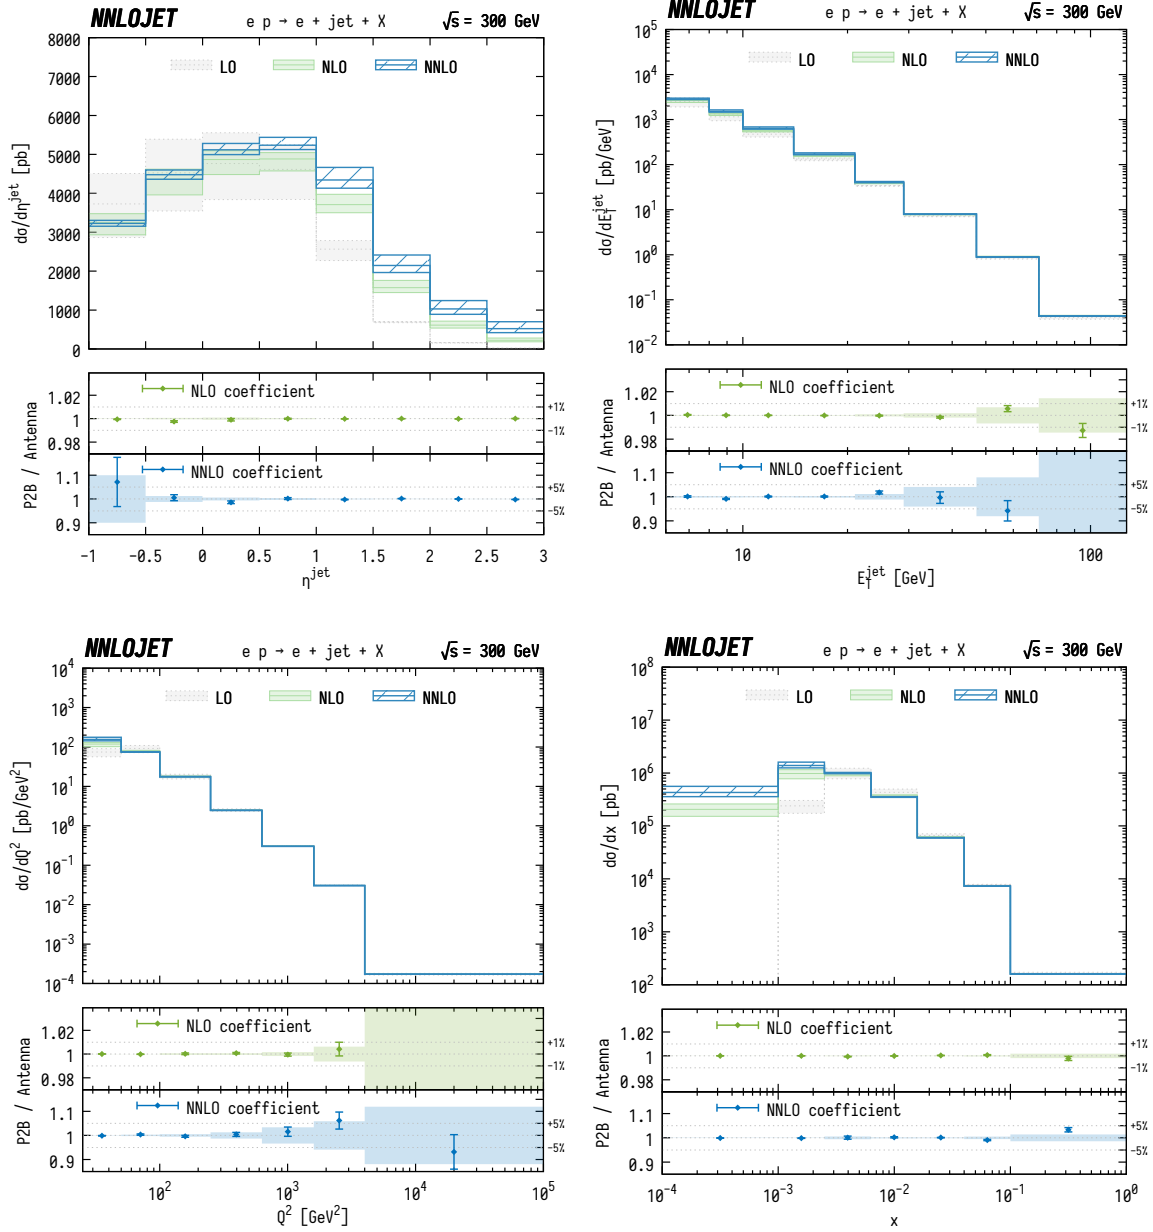 NNLOJET e p → e + jet + X √s = 300 GeV
8000
7000
6000
5000
4000
3000
2000
1000
0
dσ/dη^jet [pb]
LO NLO NNLO
1.02
1
0.98
NLO coefficient
+1%
-1%
P2B / Antenna
1.1
1
0.9
NNLO coefficient
+5%
-5%
-1 -0.5 0 0.5 1 1.5 2 2.5 3
η^jet
NNLOJET e p → e + jet + X √s = 300 GeV
10^5
10^4
10^3
10^2
10^1
10^0
10^-1
10^-2
dσ/dE_T^jet [pb/GeV]
LO NLO NNLO
1.02
1
0.98
NLO coefficient
+1%
-1%
P2B / Antenna
1.1
1
0.9
NNLO coefficient
+5%
-5%
10 100
E_T^jet [GeV]
NNLOJET e p → e + jet + X √s = 300 GeV
10^4
10^3
10^2
10^1
10^0
10^-1
10^-2
10^-3
10^-4
dσ/dQ^2 [pb/GeV^2]
LO NLO NNLO
1.02
1
0.98
NLO coefficient
+1%
-1%
P2B / Antenna
1.1
1
0.9
NNLO coefficient
+5%
-5%
10^2 10^3 10^4 10^5
Q^2 [GeV^2]
NNLOJET e p → e + jet + X √s = 300 GeV
10^8
10^7
10^6
10^5
10^4
10^3
10^2
dσ/dx [pb]
LO NLO NNLO
1.02
1
0.98
NLO coefficient
+1%
-1%
P2B / Antenna
1.1
1
0.9
NNLO coefficient
+5%
-5%
10^-4 10^-3 10^-2 10^-1 10^0
x